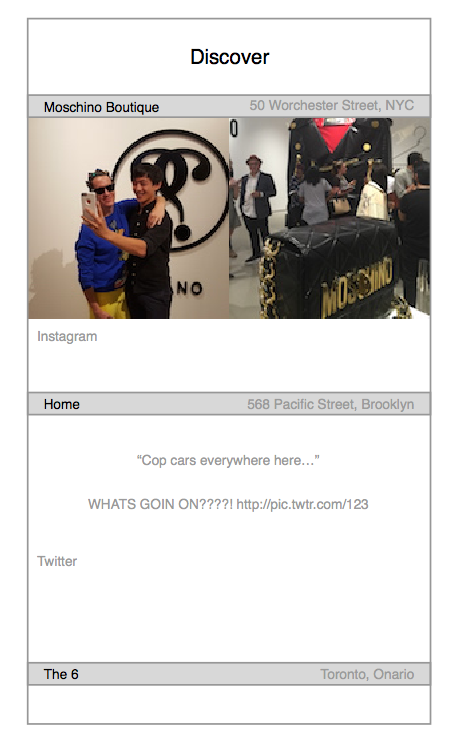 Discover
Moschino Boutique 50 Worchester Street, NYC
MOSCHINO
Instagram
Home 568 Pacific Street, Brooklyn
“Cop cars everywhere here…”
WHATS GOIN ON????! http://pic.twtr.com/123
Twitter
The 6 Toronto, Onario